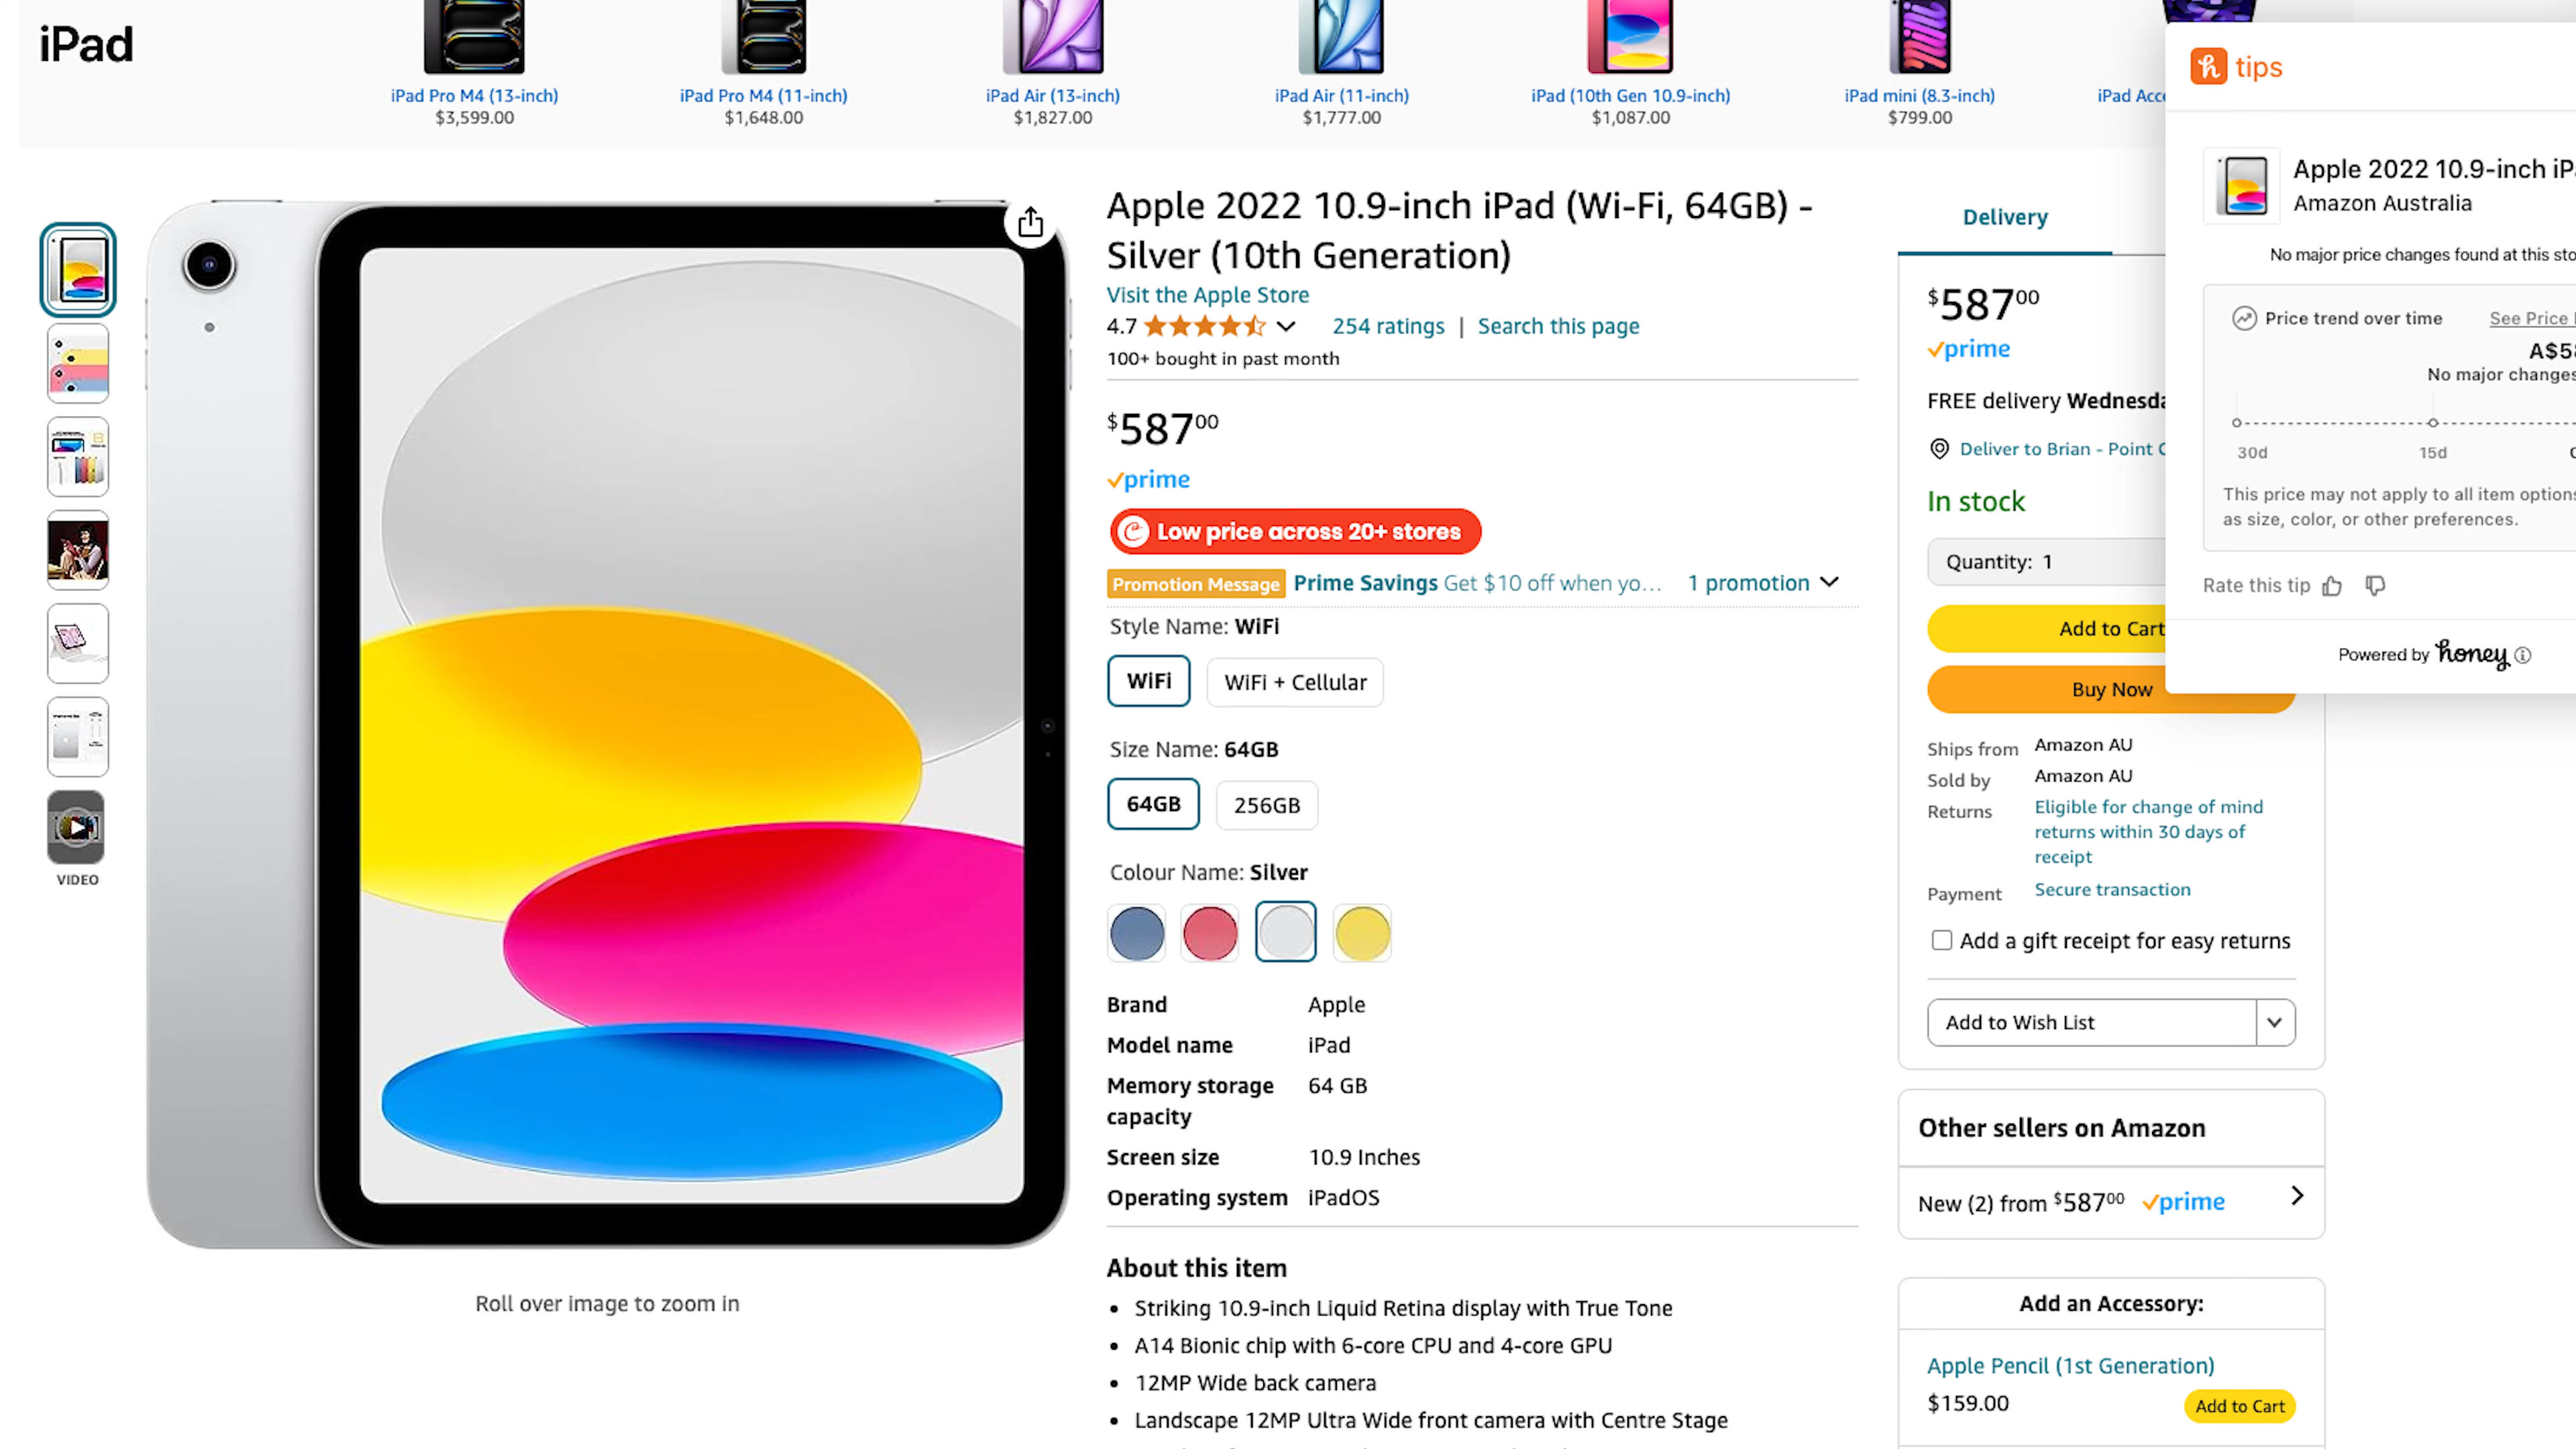 iPad
iPad Pro M4 (13-inch)
$3,599.00
iPad Pro M4 (11-inch)
$1,648.00
iPad Air (13-inch)
$1,827.00
iPad Air (11-inch)
$1,777.00
iPad (10th Gen 10.9-inch)
$1,087.00
iPad mini (8.3-inch)
$799.00
iPad
VIDEO
Roll over image to zoom in
Apple 2022 10.9-inch iPad (Wi-Fi, 64GB) -
Silver (10th Generation)
Visit the Apple Store
4.7
254 ratings | Search this page
100+ bought in past month
$58700
prime
Low price across 20+ stores
Promotion Message Prime Savings Get $10 off when yo... 1 promotion
Style Name: WiFi
WiFi
WiFi + Cellular
Size Name: 64GB
64GB
256GB
Colour Name: Silver
Brand Apple
Model name iPad
Memory storage 64 GB
capacity
Screen size 10.9 Inches
Operating system iPadOS
About this item
• Striking 10.9-inch Liquid Retina display with True Tone
• A14 Bionic chip with 6-core CPU and 4-core GPU
• 12MP Wide back camera
• Landscape 12MP Ultra Wide front camera with Centre Stage
Delivery
$58700
prime
FREE delivery
Deliver to Brian - Point
In stock
Quantity: 1
Add to Cart
Buy Now
Ships from Amazon AU
Sold by Amazon AU
Returns Eligible for change of mind
returns within 30 days of
receipt
Payment Secure transaction
Add a gift receipt for easy returns
Add to Wish List
Other sellers on Amazon
New (2) from $58700 prime
Add an Accessory:
Apple Pencil (1st Generation)
$159.00
Add to Cart
h tips
Apple 2022 10.9-inch
Amazon Australia
No major price changes found at this
Price trend over time See Price
No major changes
30d 15d
This price may not apply to all item options
as size, color, or other preferences.
Rate this tip
Powered by honey